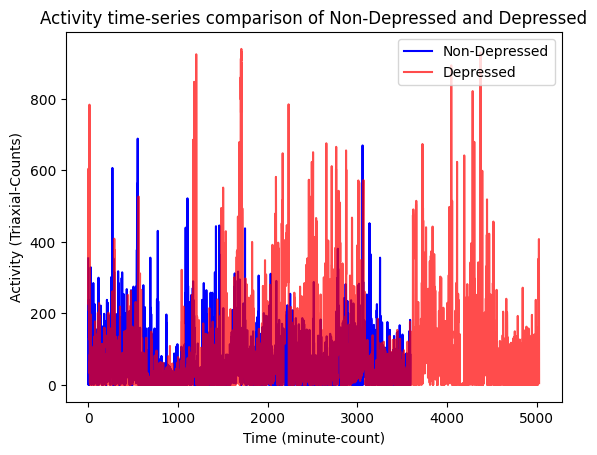 Activity time-series comparison of Non-Depressed and Depressed
Non-Depressed
Depressed
Activity (Triaxial-Counts)
800
600
400
200
0
0 1000 2000 3000 4000 5000
Time (minute-count)